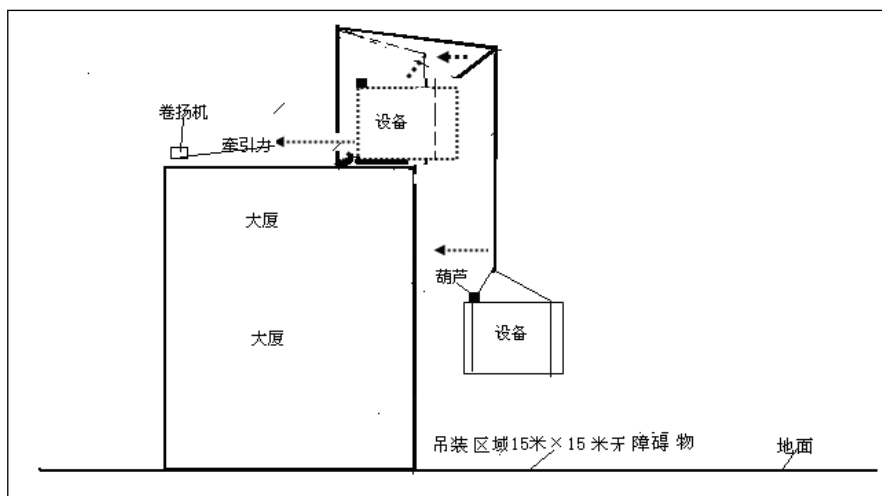 设备
卷扬机
牵引力
大厦
葫芦
大厦
设备
吊装区域15米×15米无障碍物
地面